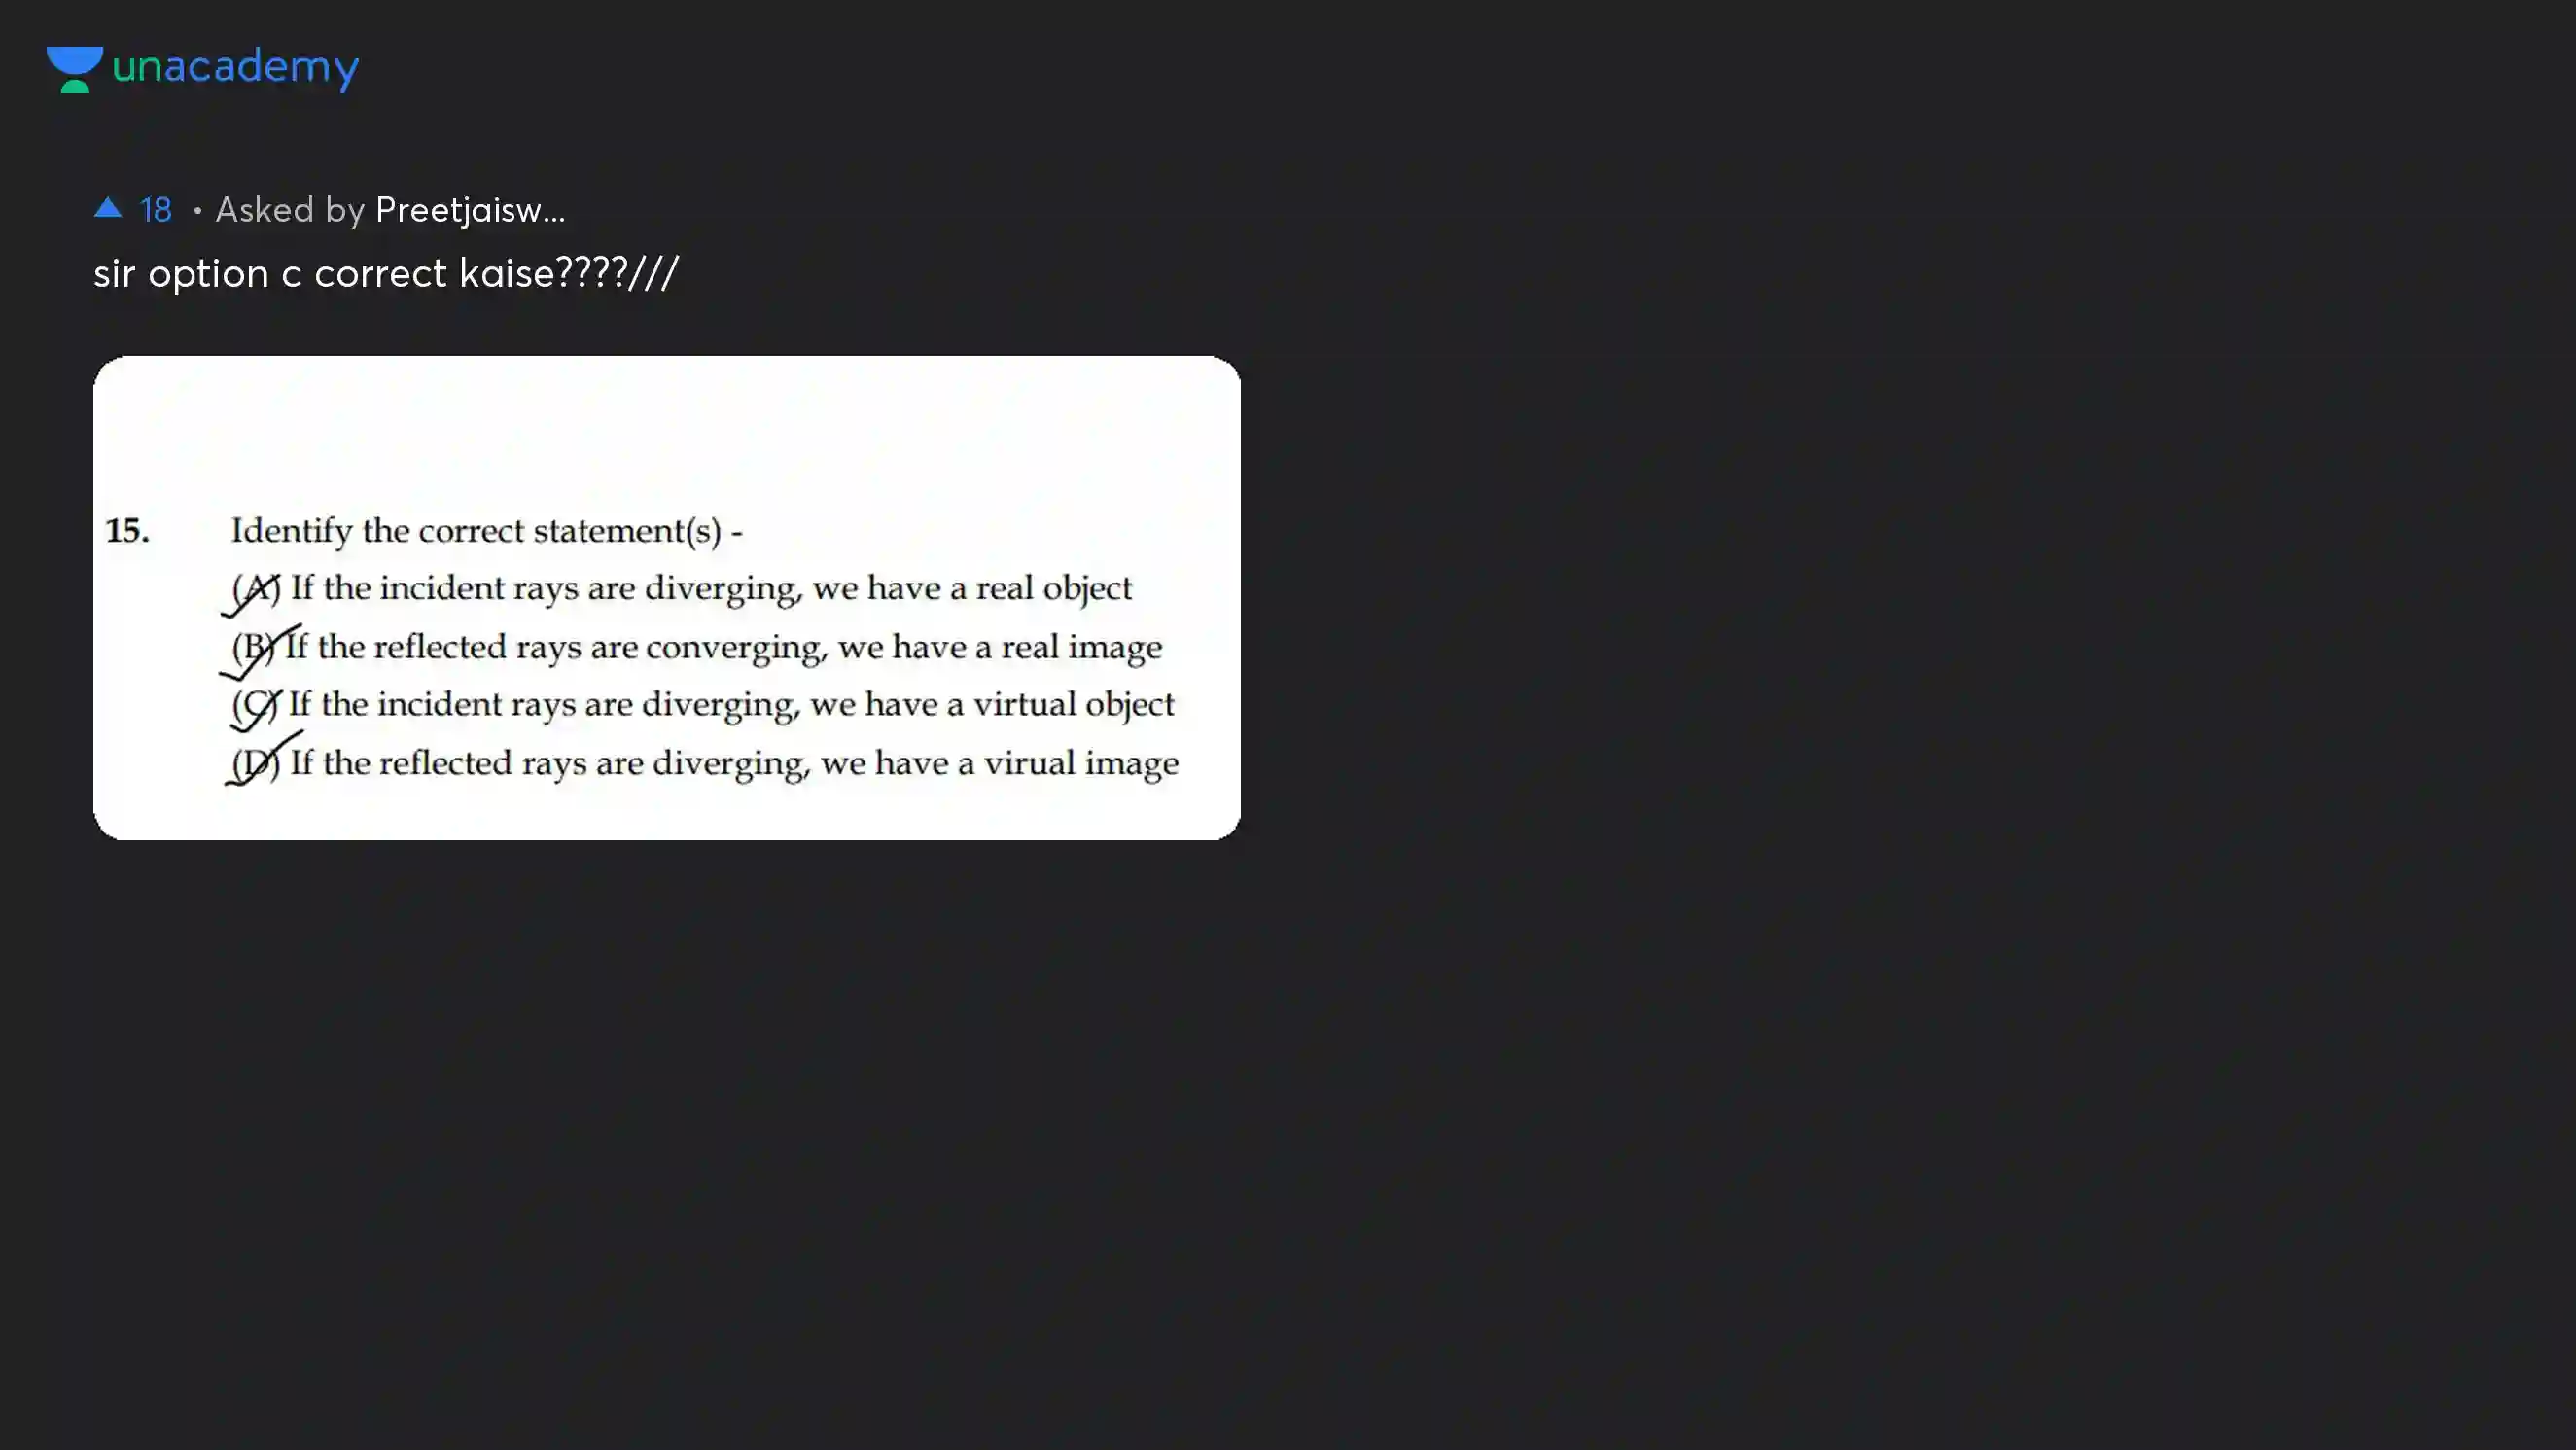 unacademy
18 • Asked by Preetjaisw...
sir option c correct kaise????///
15. Identify the correct statement(s) -
(A) If the incident rays are diverging, we have a real object
(B) If the reflected rays are converging, we have a real image
(C) If the incident rays are diverging, we have a virtual object
(D) If the reflected rays are diverging, we have a virual image